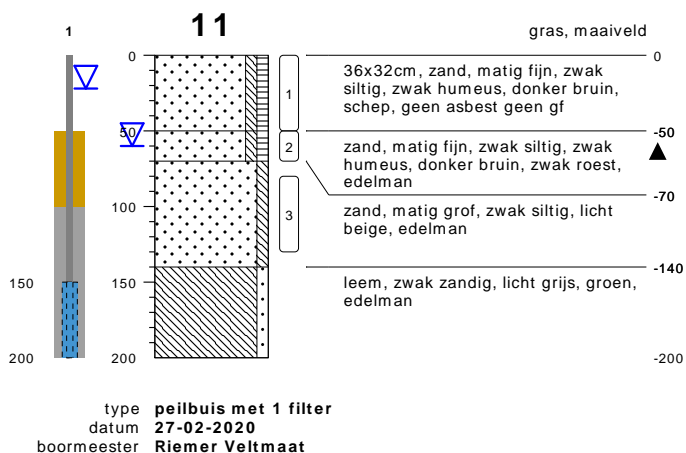 11
1
gras, maaiveld
0
0
36x32cm, zand, matig fijn, zwak
siltig, zwak humeus, donker bruin,
schep, geen asbest geen gf
1
50
-50
2
zand, matig fijn, zwak siltig, zwak
humeus, donker bruin, zwak roest,
edelman
-70
3
100
zand, matig grof, zwak siltig, licht
beige, edelman
-140
150
150
leem, zwak zandig, licht grijs, groen,
edelman
200
200
-200
type peilbuis met 1 filter
datum 27-02-2020
boormeester Riemer Veltmaat